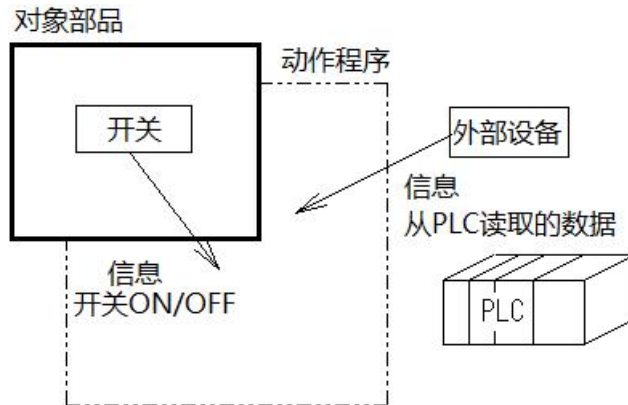 对象部品
动作程序
开关
外部设备
信息
从PLC读取的数据
信息
开关ON/OFF
PLC